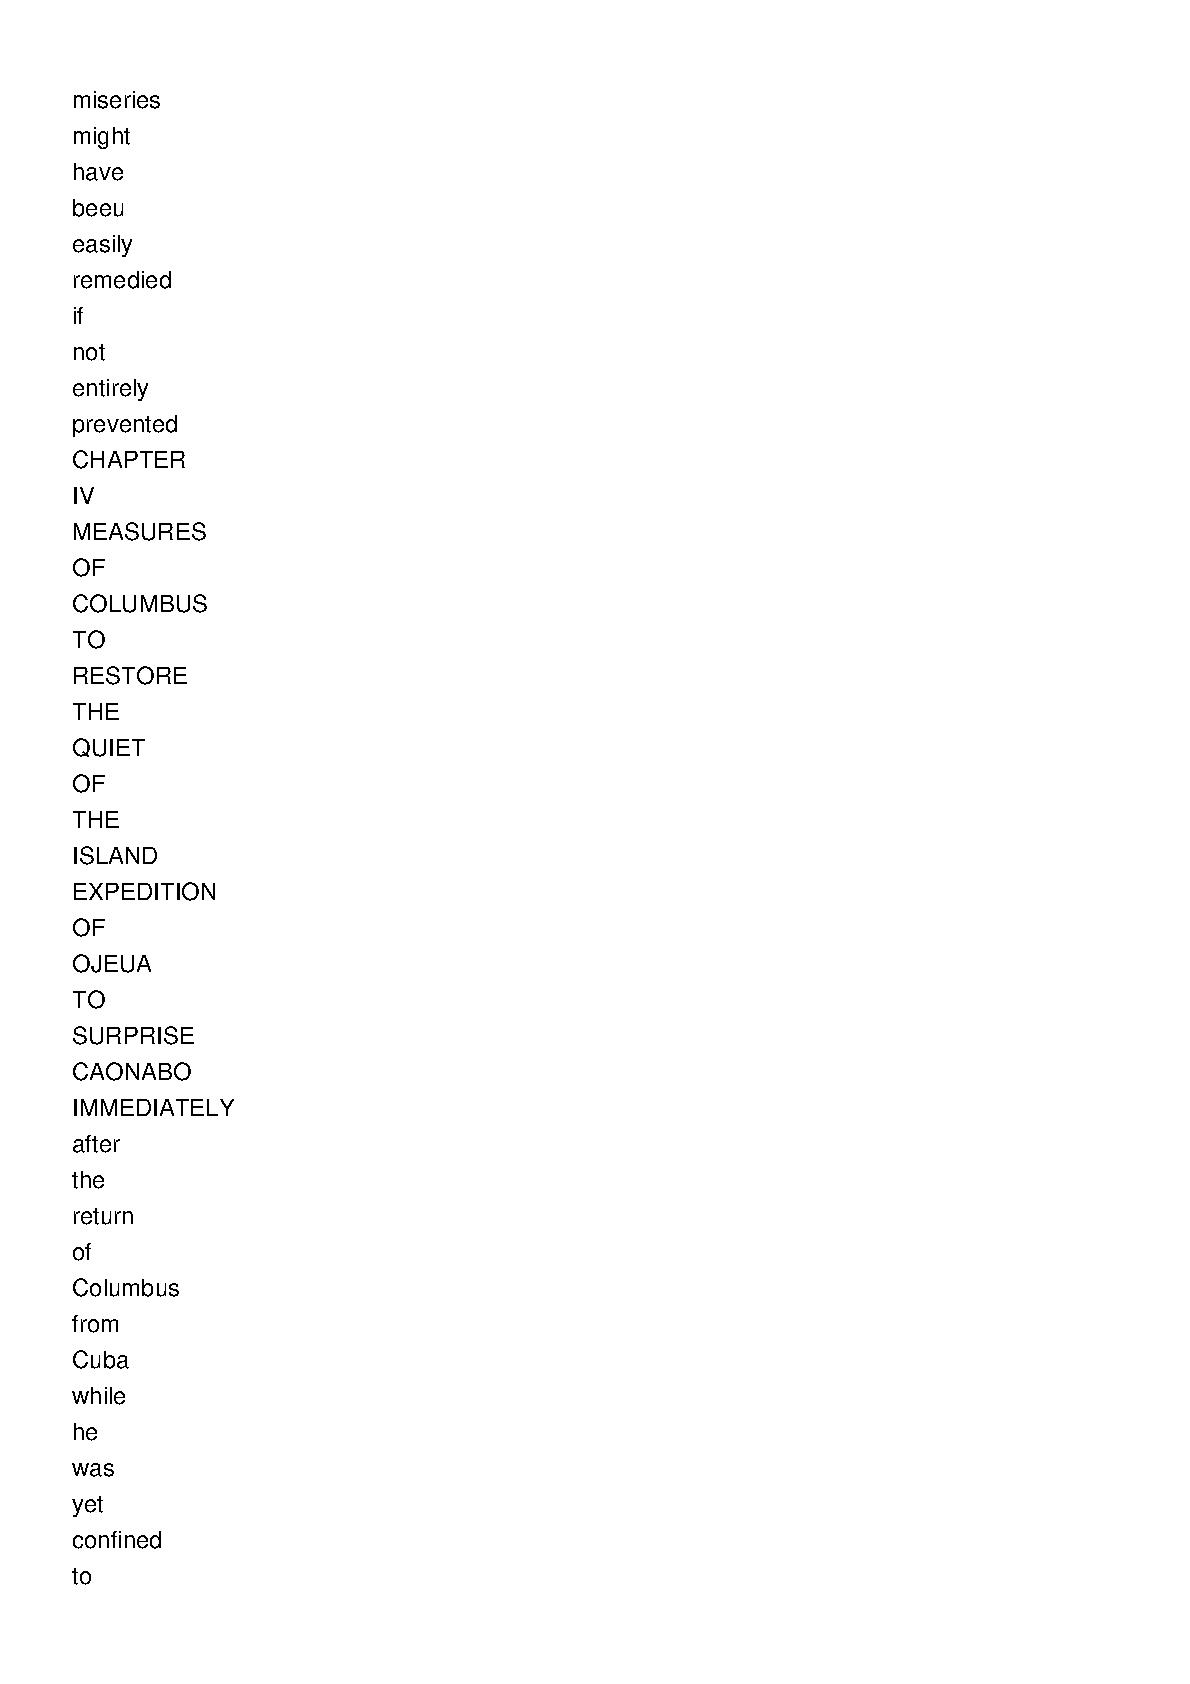 miseries
might
have
beeu
easily
remedied
if
not
entirely
prevented
CHAPTER
IV
MEASURES
OF
COLUMBUS
TO
RESTORE
THE
QUIET
OF
THE
ISLAND
EXPEDITION
OF
OJEUA
TO
SURPRISE
CAONABO
IMMEDIATELY
after
the
return
of
Columbus
from
Cuba
while
he
was
yet
confined
to